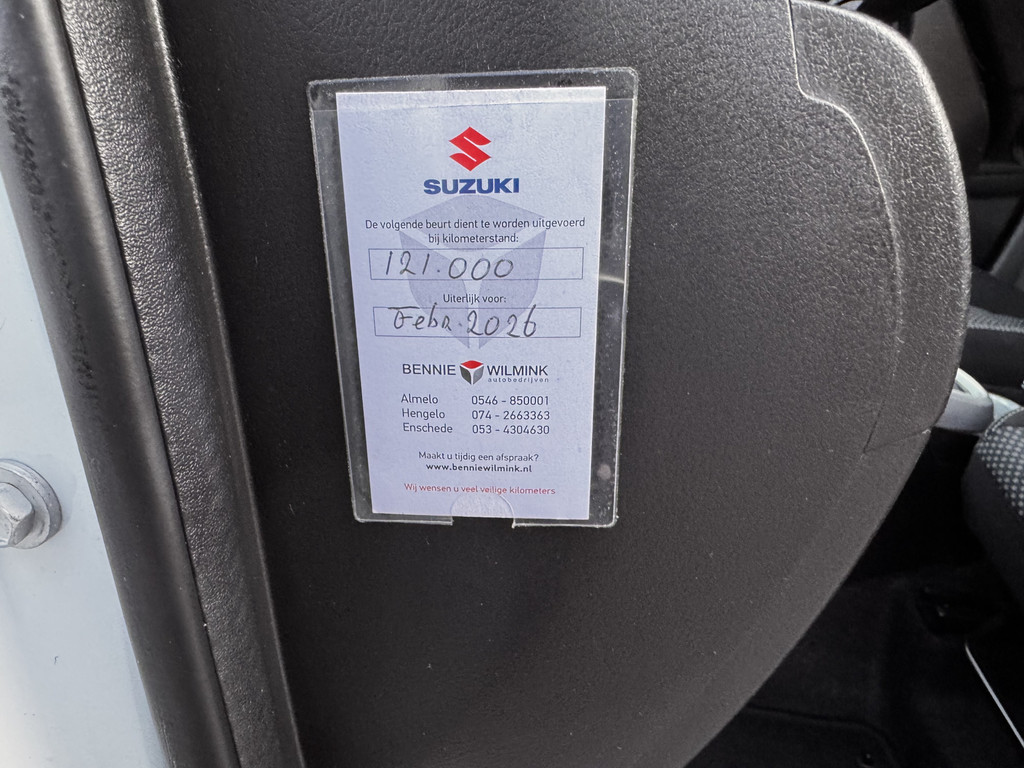 SUZUKI
De volgende beurt dient te worden uitgevoerd
bij kilometerstand:
121.000
Uiterlijk voor:
Febr. 2026
BENNIE WILMINK
autobedrijven
Almelo 0546 - 850001
Hengelo 074 - 2663363
Enschede 053 - 4304630
Maakt u tijdig een afspraak?
www.benniewilmink.nl
Wij wensen u veel veilige kilometers